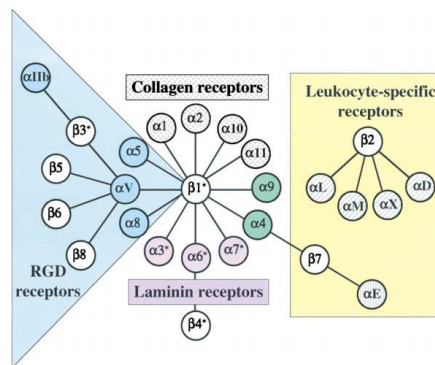 αIIb
Collagen receptors
Leukocyte-specific
receptors
β3*
α1
α2
α10
β2
α5
α11
β5
αV
β1*
α9
αL
αM
αX
αD
β6
α8
α4
β8
α3*
α6*
α7*
β7
RGD
receptors
Laminin receptors
αE
β4*